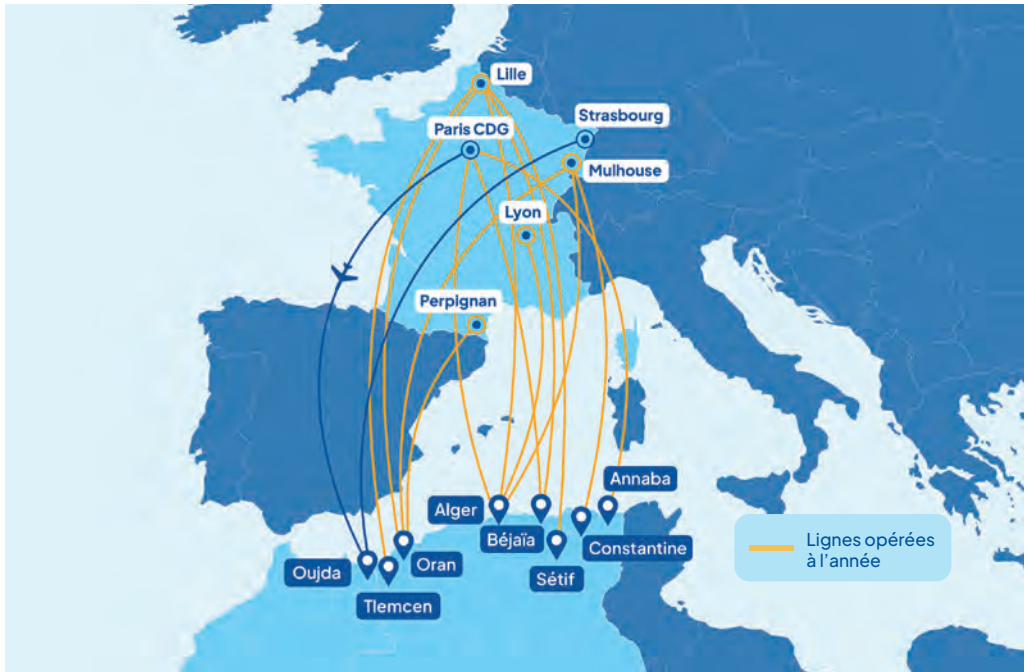 Lille
Strasbourg
Paris CDG
Mulhouse
Lyon
Perpignan
Annaba
Alger
Béjaïa
Constantine
Oran
Oujda
Sétif
Tlemcen
Lignes opérées
à l'année